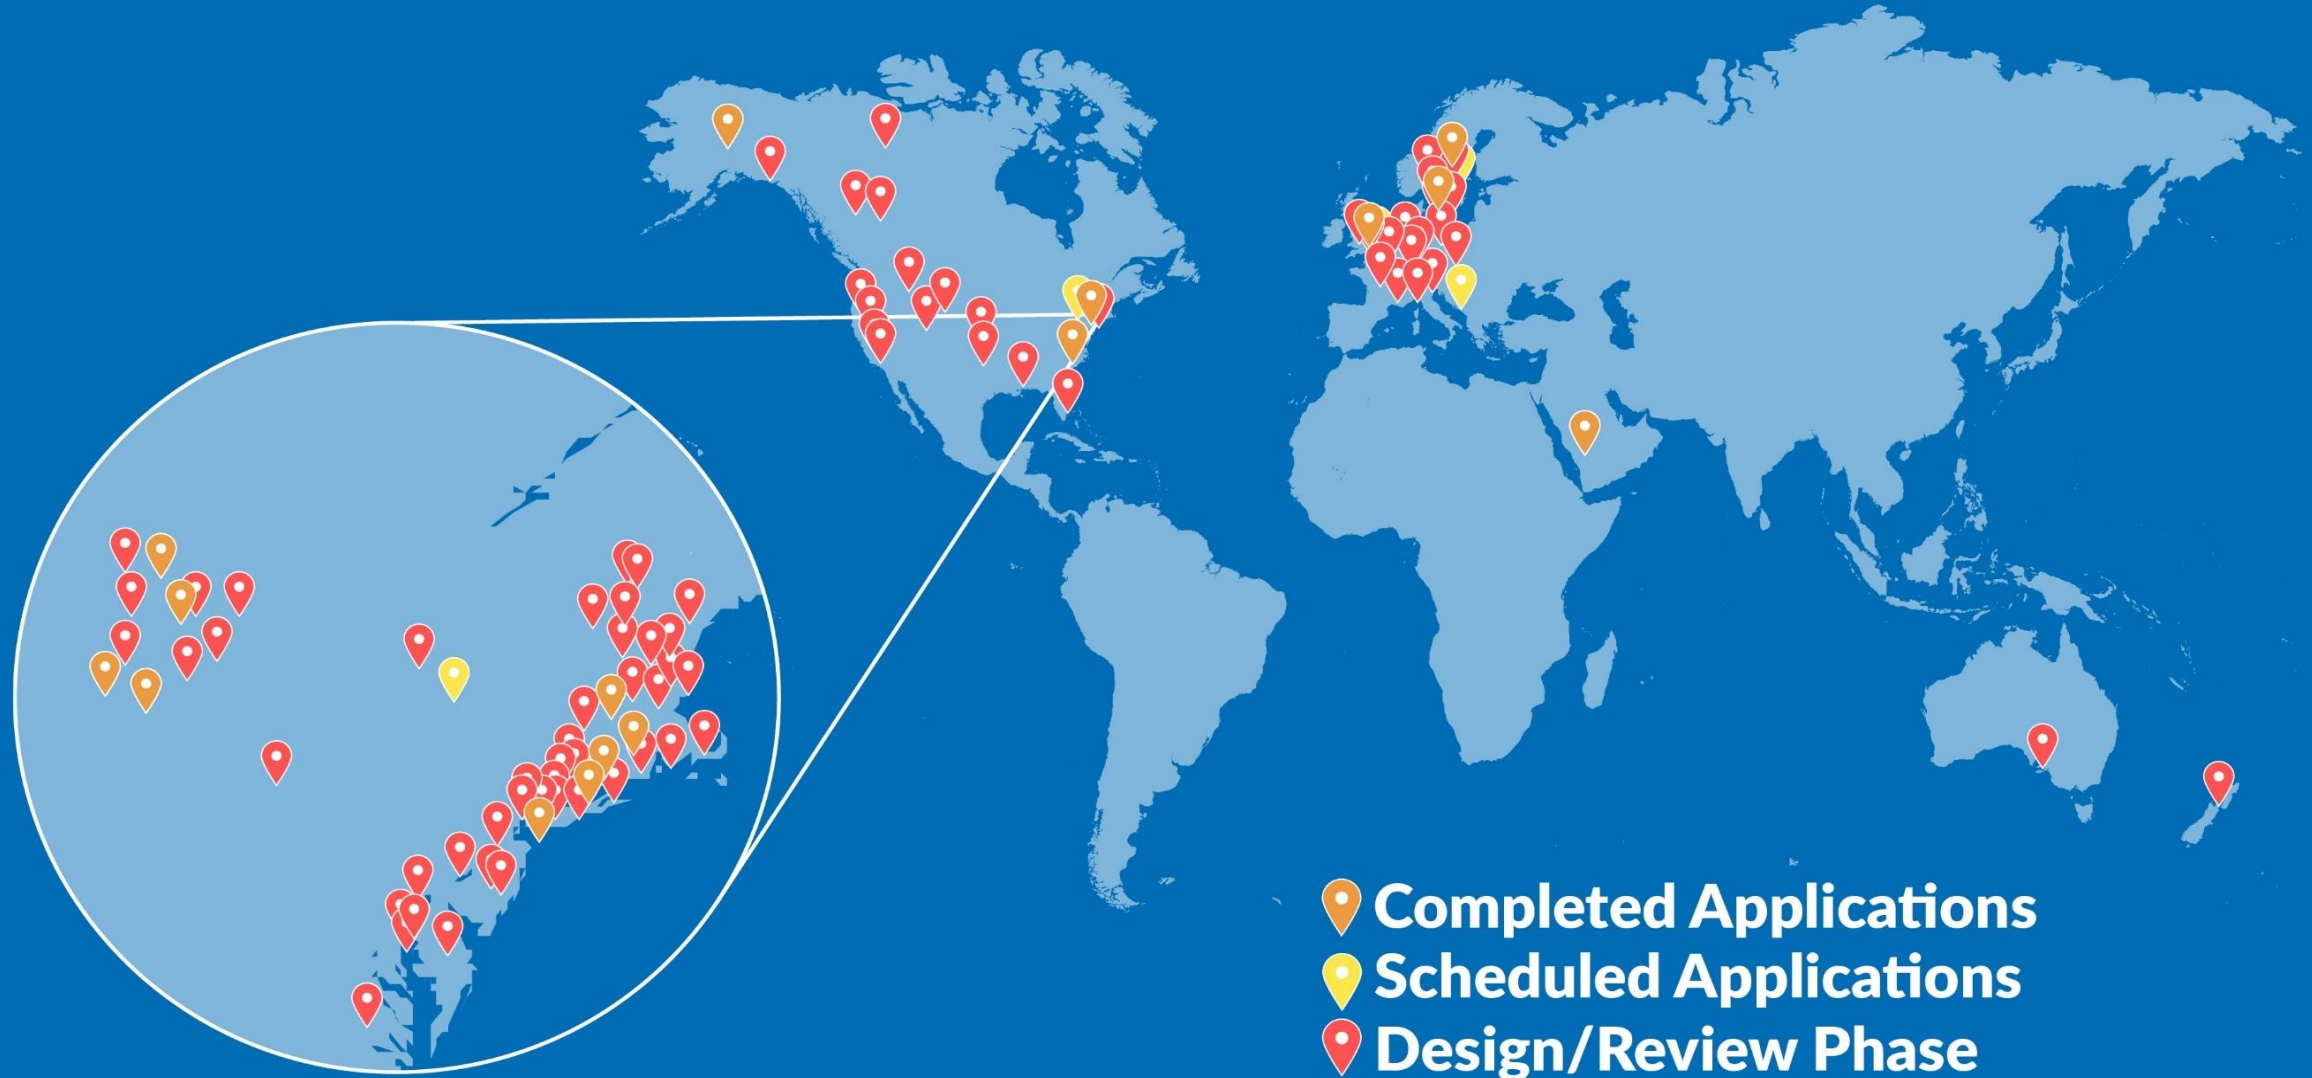 Completed Applications
Scheduled Applications
Design/Review Phase